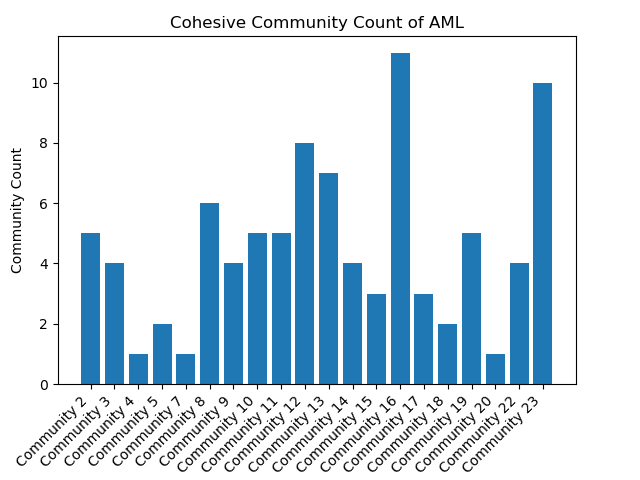 Cohesive Community Count of AML
Community Count
10
8
6
4
2
0
Community 2
Community 3
Community 4
Community 5
Community 7
Community 8
Community 9
Community 10
Community 11
Community 12
Community 13
Community 14
Community 15
Community 16
Community 17
Community 18
Community 19
Community 20
Community 22
Community 23